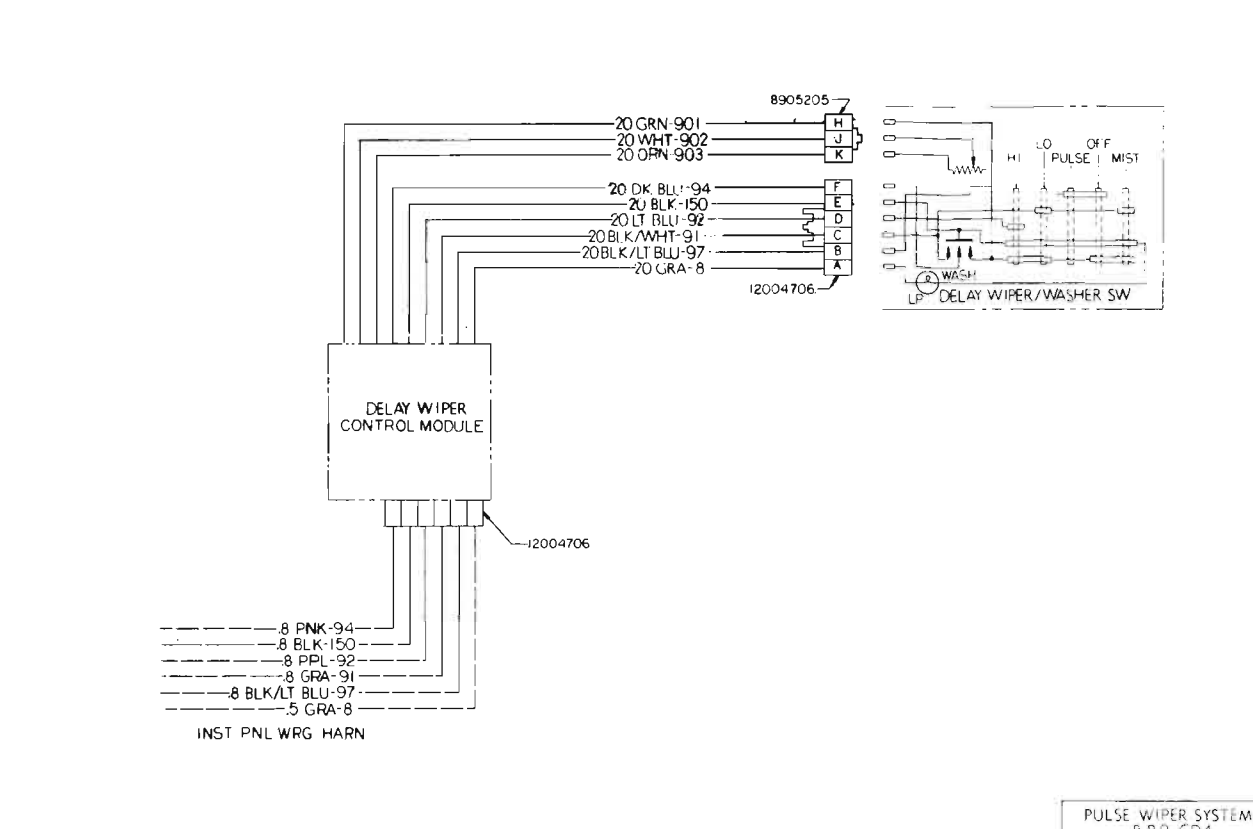 8905205
20 GRN-901
H
20 WHT-902
J
20 ORN-903
K
LO
OFF
HI
PULSE
MIST
20 DK BLU-94
F
20 BLK-150
E
20 LT BLU-92
D
20 BLK/WHT-91
C
20 BLK/LT BLU-97
B
20 GRA-8
A
WASH
12004706
LP
DELAY WIPER/WASHER SW
DELAY WIPER
CONTROL MODULE
12004706
.8 PNK-94
.8 BLK-150
.8 PPL-92
.8 GRA-91
.8 BLK/LT BLU-97
.5 GRA-8
INST PNL WRG HARN
PULSE WIPER SYSTEM